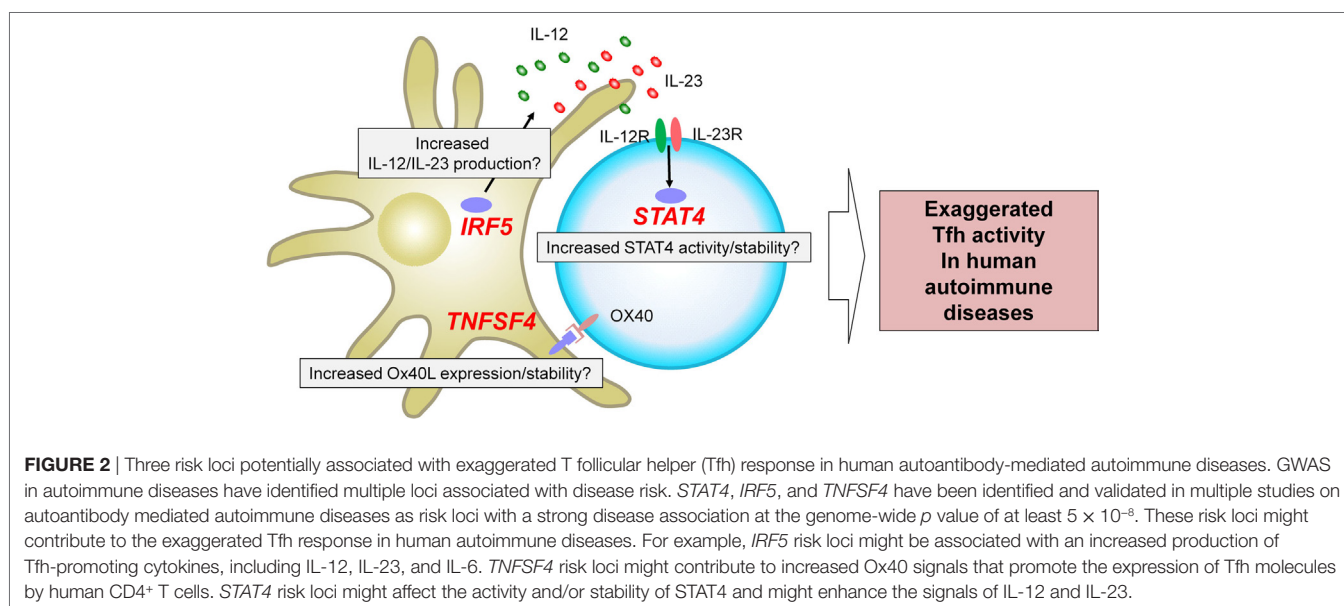 IL-12
IL-23
IL-12R
IL-23R
Increased
IL-12/IL-23 production?
IRF5
STAT4
Increased STAT4 activity/stability?
TNFSF4
OX40
Increased Ox40L expression/stability?
Exaggerated
Tfh activity
In human
autoimmune
diseases
FIGURE 2 | Three risk loci potentially associated with exaggerated T follicular helper (Tfh) response in human autoantibody-mediated autoimmune diseases. GWAS
in autoimmune diseases have identified multiple loci associated with disease risk. STAT4, IRF5, and TNFSF4 have been identified and validated in multiple studies on
autoantibody mediated autoimmune diseases as risk loci with a strong disease association at the genome-wide p value of at least 5 × 10⁻⁸. These risk loci might
contribute to the exaggerated Tfh response in human autoimmune diseases. For example, IRF5 risk loci might be associated with an increased production of
Tfh-promoting cytokines, including IL-12, IL-23, and IL-6. TNFSF4 risk loci might contribute to increased Ox40 signals that promote the expression of Tfh molecules
by human CD4⁺ T cells. STAT4 risk loci might affect the activity and/or stability of STAT4 and might enhance the signals of IL-12 and IL-23.